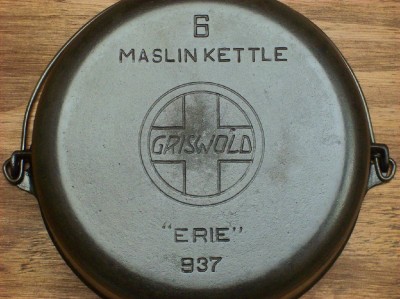 6
MASLIN KETTLE
GRISWOLD
"ERIE"
937